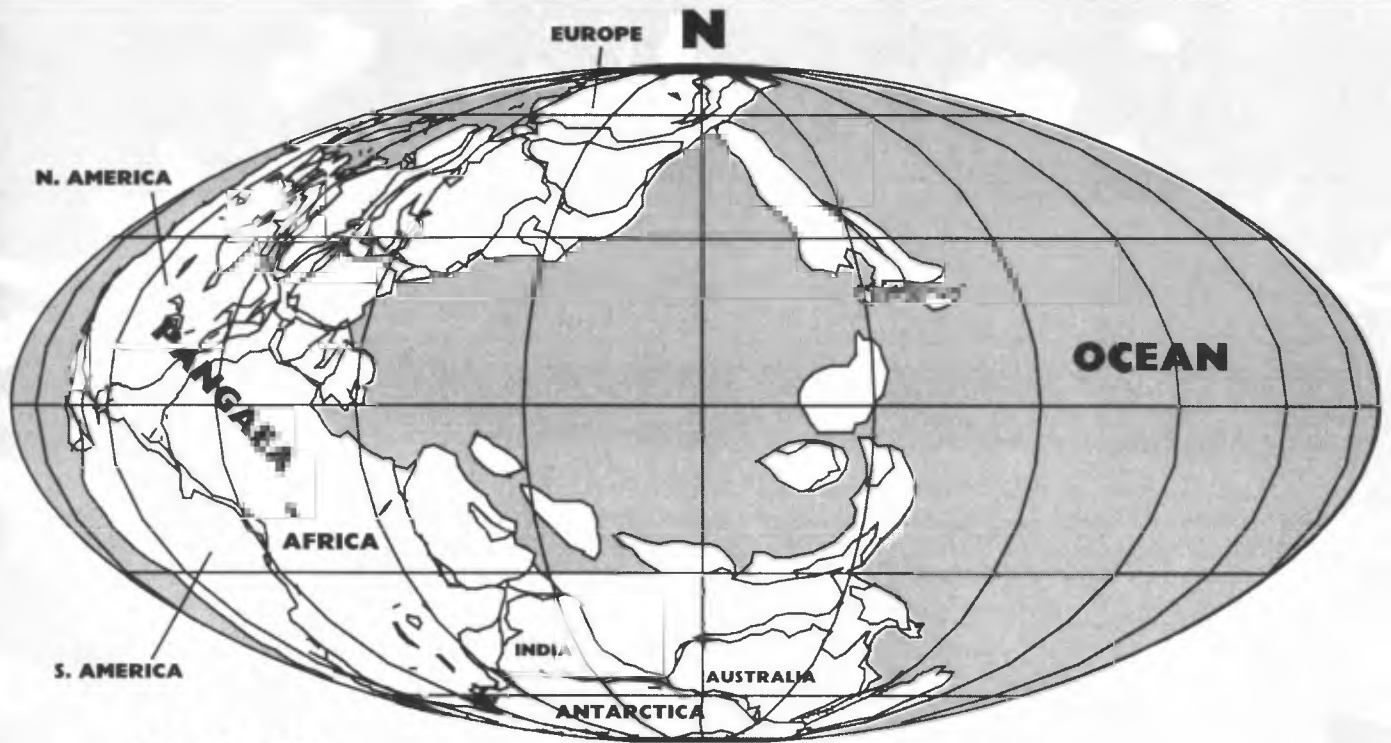 EUROPE
N
N. AMERICA
OCEAN
AFRICA
S. AMERICA
INDIA
AUSTRALIA
ANTARCTICA